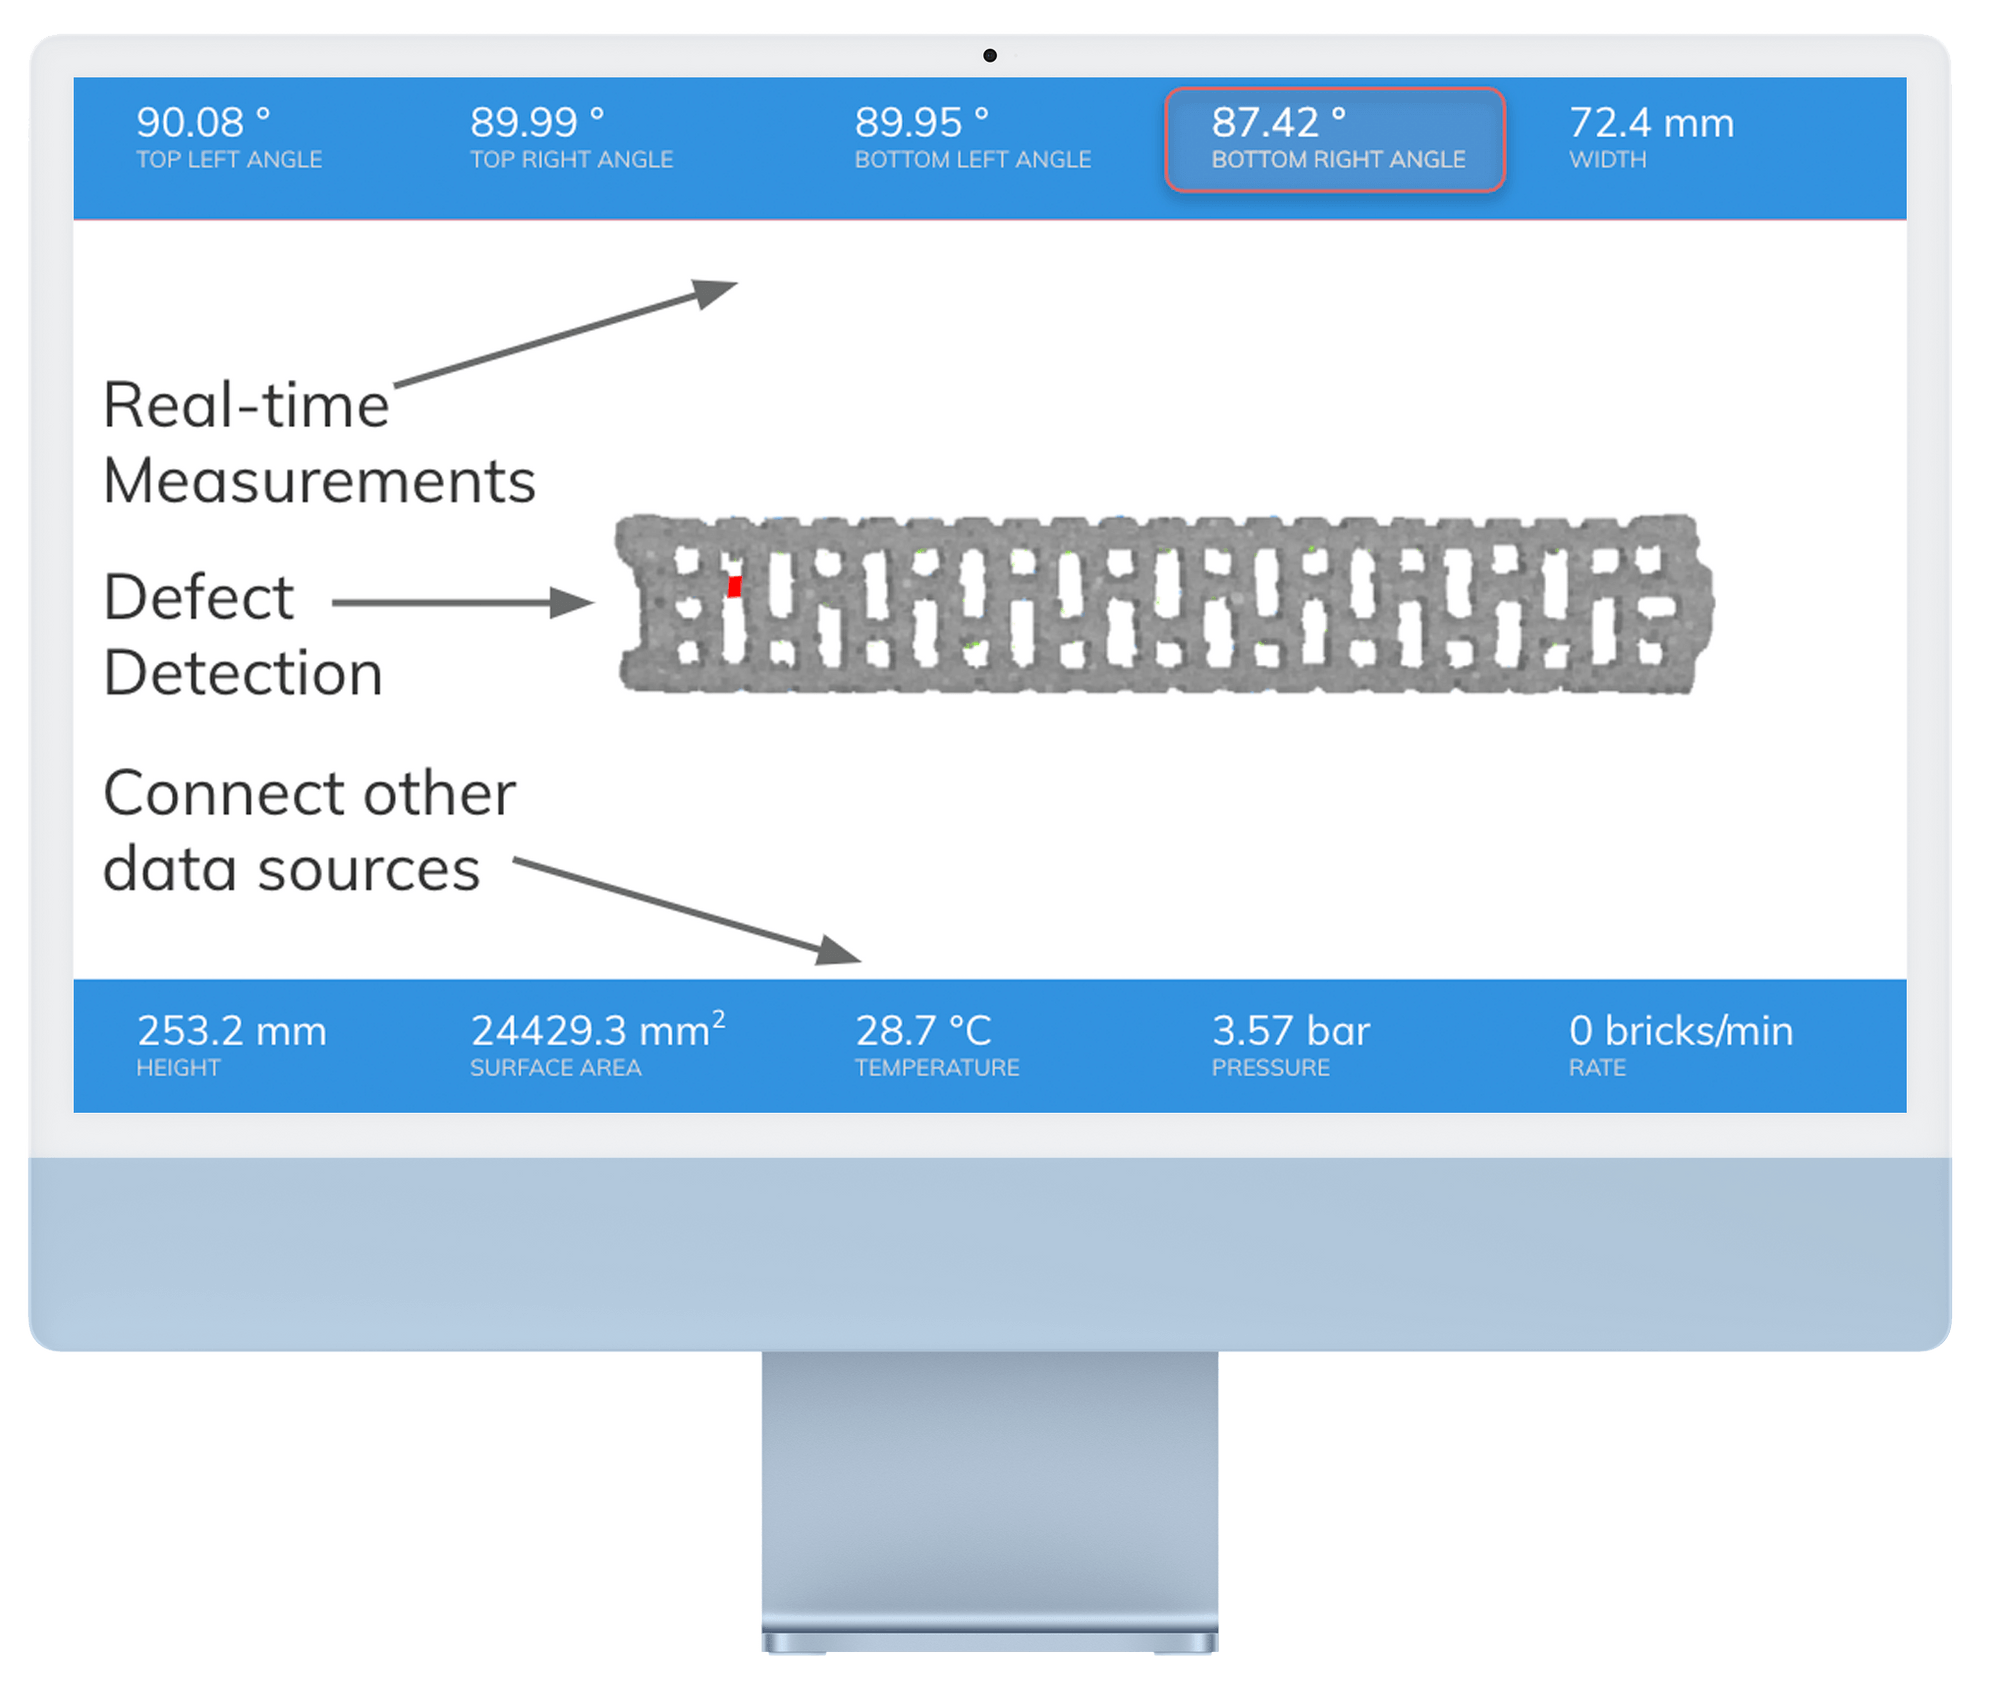 90.08 °
TOP LEFT ANGLE
89.99 °
TOP RIGHT ANGLE
89.95 °
BOTTOM LEFT ANGLE
87.42 °
BOTTOM RIGHT ANGLE
72.4 mm
WIDTH
Real-time
Measurements
Defect
Detection
Connect other
data sources
253.2 mm
HEIGHT
24429.3 mm²
SURFACE AREA
28.7 °C
TEMPERATURE
3.57 bar
PRESSURE
0 bricks/min
RATE